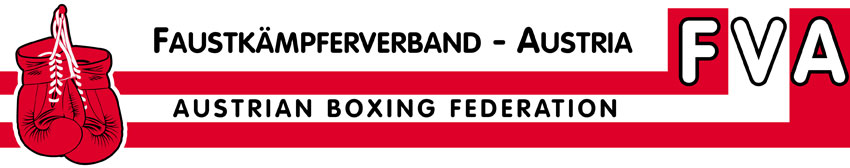 FAUSTKÄMPFERVERBAND - AUSTRIA
FVA
AUSTRIAN BOXING FEDERATION